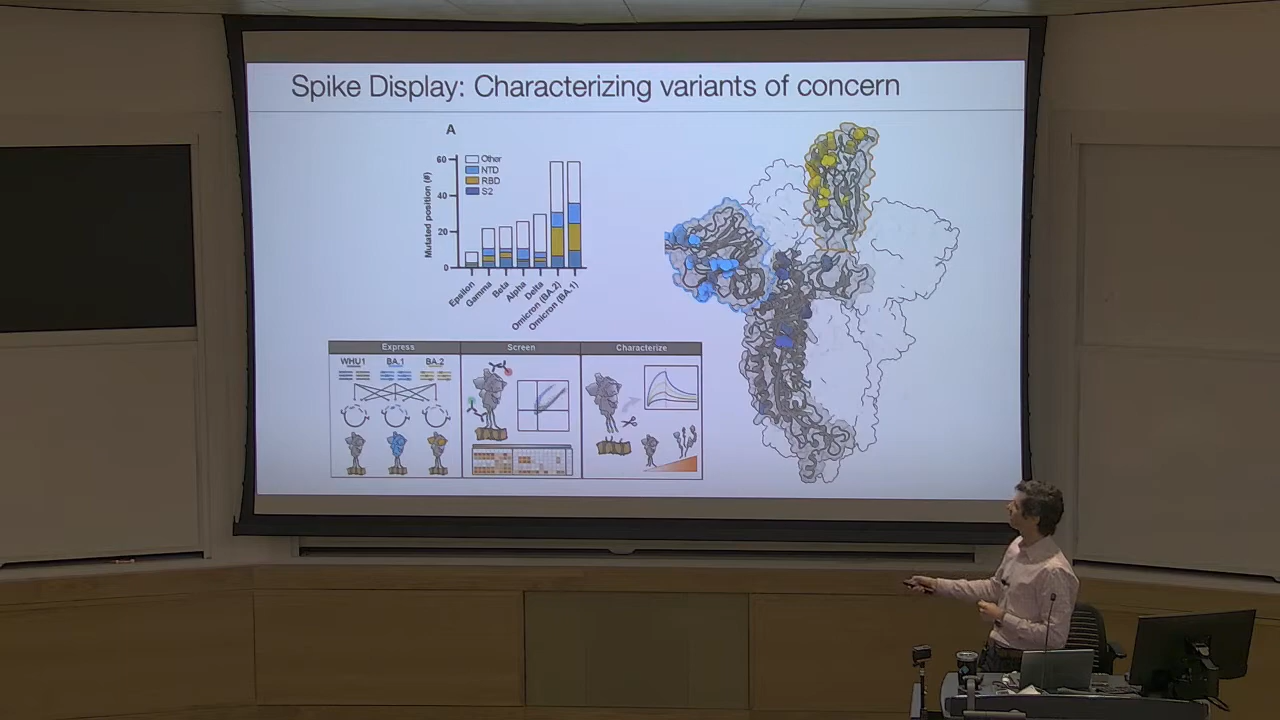 Spike Display: Characterizing variants of concern
A
Mutated position (#)
60
40
20
0
Other
NTD
RBD
S2
Epsilon
Gamma
Beta
Alpha
Delta
Omicron (BA.2)
Omicron (BA.1)
Express
Screen
Characterize
WHU1
BA.1
BA.2